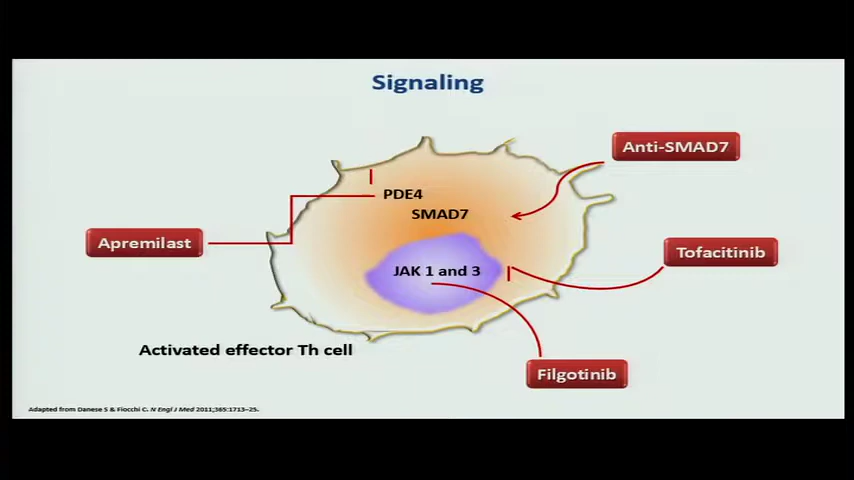 Signaling
Anti-SMAD7
PDE4
SMAD7
Apremilast
Tofacitinib
JAK 1 and 3
Activated effector Th cell
Filgotinib
Adapted from Danese S & Fiocchi C. N Engl J Med 2011;365:1713–25.